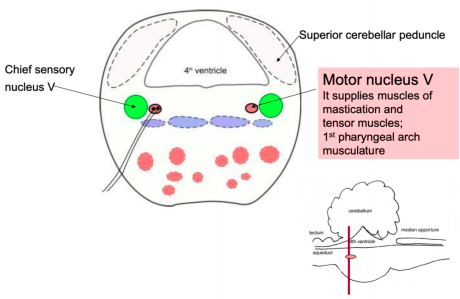 Superior cerebellar peduncle
Chief sensory
nucleus V
4th ventricle
Motor nucleus V
It supplies muscles of
mastication and
tensor muscles;
1st pharyngeal arch
musculature
cerebellum
tectum
median apporture
4th ventricle
aqueduct